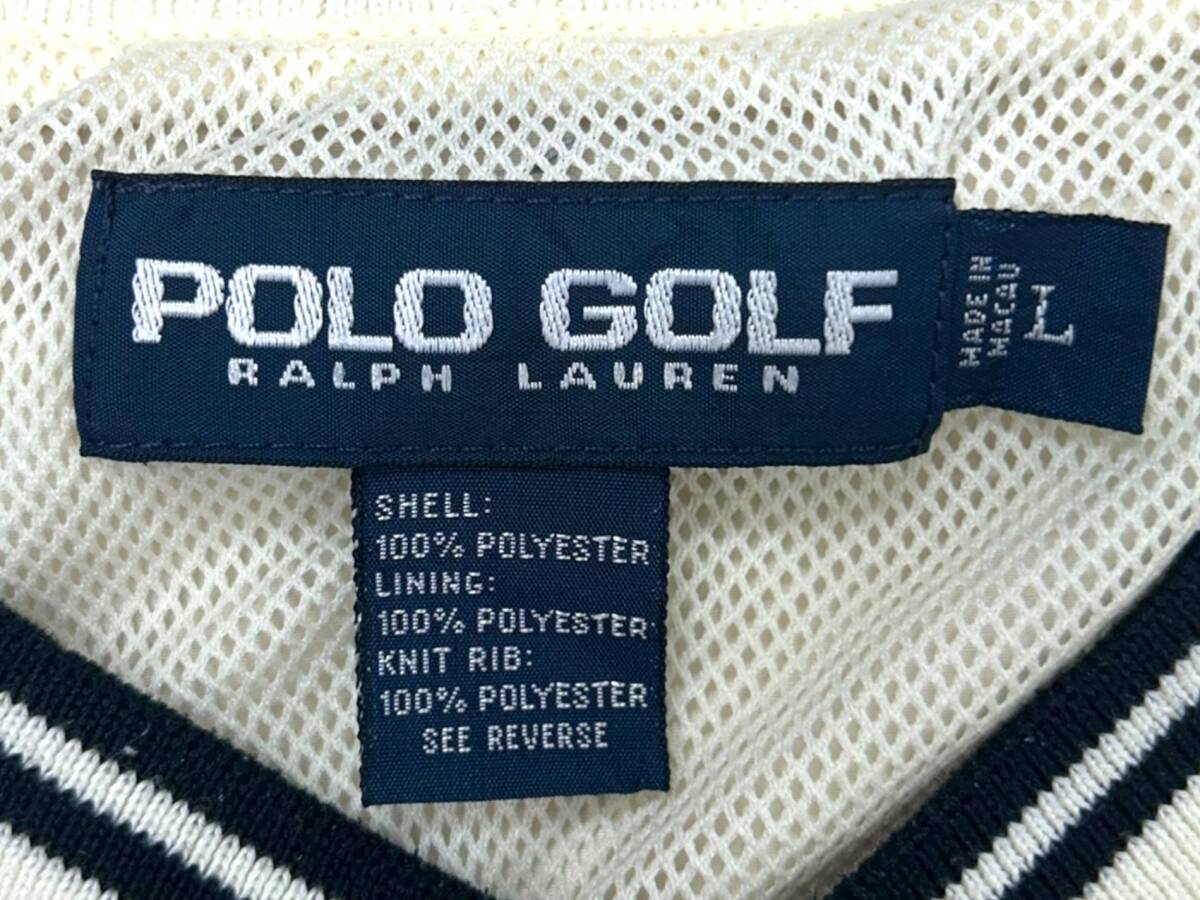 POLO GOLF
RALPH LAUREN
MADE IN
MACAU
L
SHELL:
100% POLYESTER
LINING:
100% POLYESTER
KNIT RIB:
100% POLYESTER
SEE REVERSE